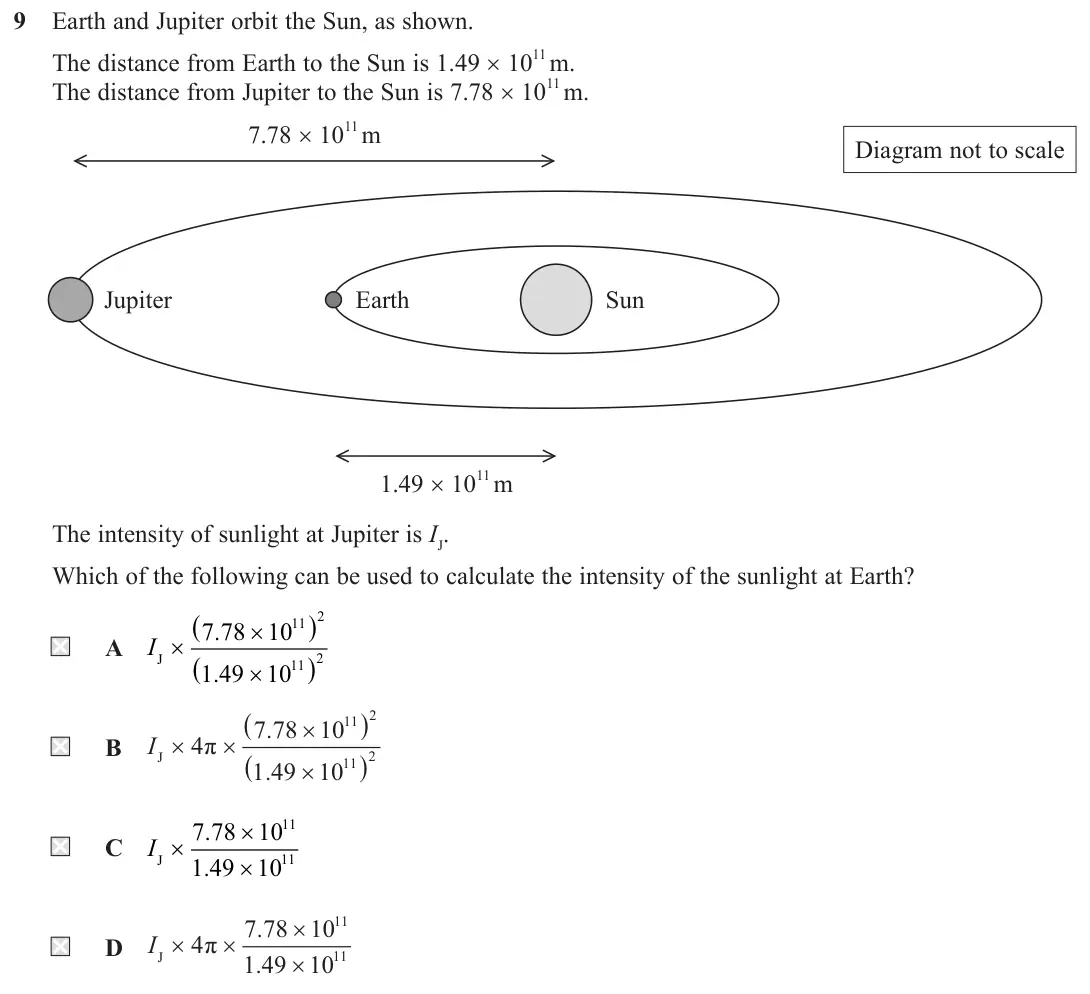 9 Earth and Jupiter orbit the Sun, as shown.
The distance from Earth to the Sun is 1.49 × 10¹¹ m.
The distance from Jupiter to the Sun is 7.78 × 10¹¹ m.
7.78 × 10¹¹ m
Diagram not to scale
Jupiter Earth Sun
1.49 × 10¹¹ m
The intensity of sunlight at Jupiter is I_J.
Which of the following can be used to calculate the intensity of the sunlight at Earth?
A I_J × (7.78 × 10¹¹)² / (1.49 × 10¹¹)²
B I_J × 4π × (7.78 × 10¹¹)² / (1.49 × 10¹¹)²
C I_J × 7.78 × 10¹¹ / 1.49 × 10¹¹
D I_J × 4π × 7.78 × 10¹¹ / 1.49 × 10¹¹